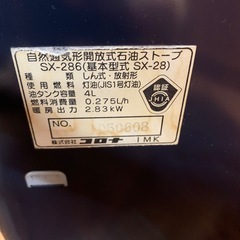 自然通気形開放式石油ストーブ
SX-286(基本型式 SX-28)
種類 しん式・放射形
使用燃料 灯油(JIS1号灯油)
油タンク容量 4L
燃料消費量 0.275L/h
暖房出力 2.83kW
認証
JHIA
NO.
株式会社 コロナ IMK